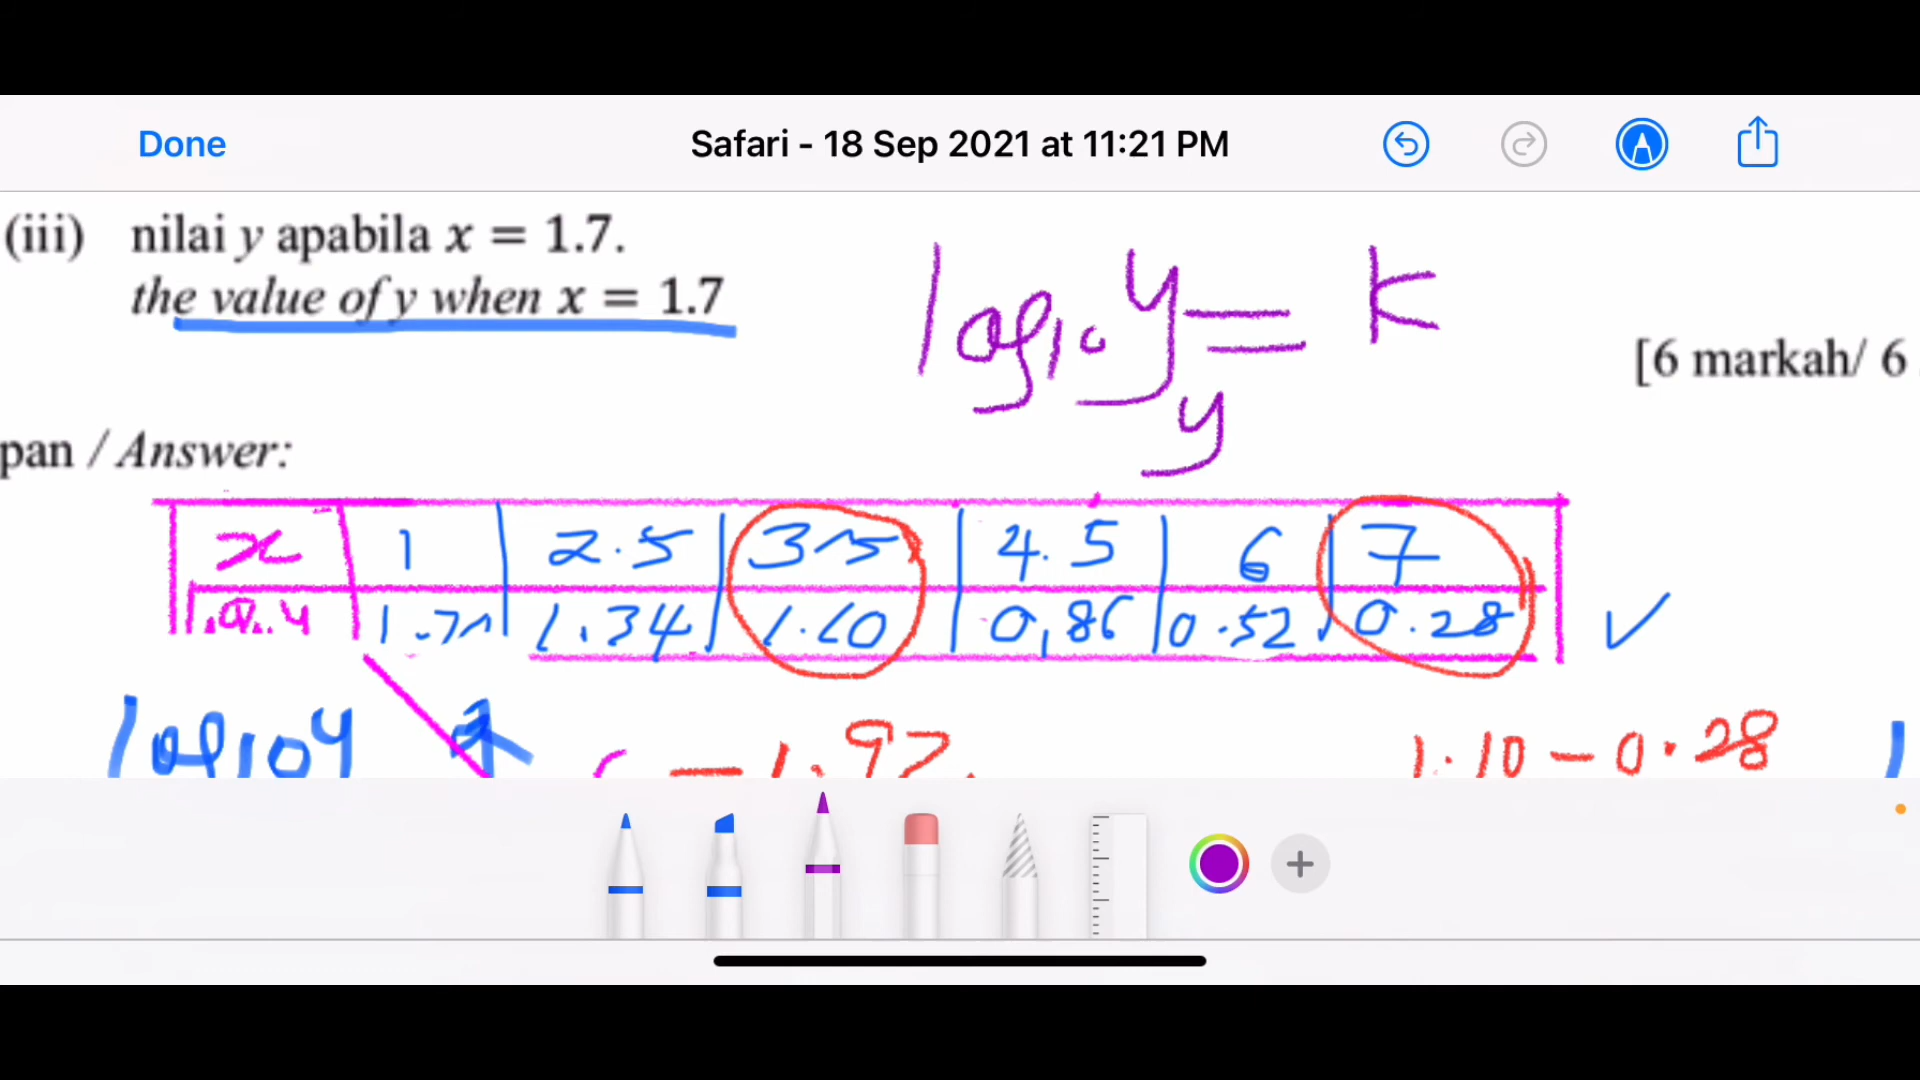 Done
Safari - 18 Sep 2021 at 11:21 PM
(iii) nilai y apabila x = 1.7.
the value of y when x = 1.7
log₁₀ y = k
y
[6 markah/ 6
pan / Answer:
x 1 2.5 3.5 4.5 6 7
1.34 1.10 0.86 0.52 0.28
log10 y
1.10 - 0.28